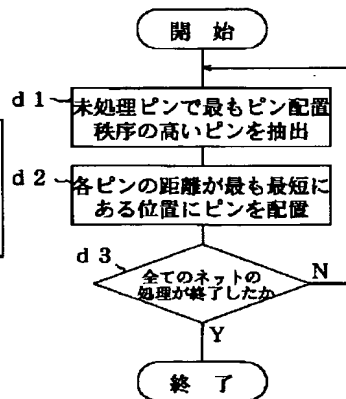 開 始
d1
未処理ピンで最もピン配置
秩序の高いピンを抽出
d2
各ピンの距離が最も最短に
ある位置にピンを配置
d3
全てのネットの
処理が終了したか
N
Y
終 了